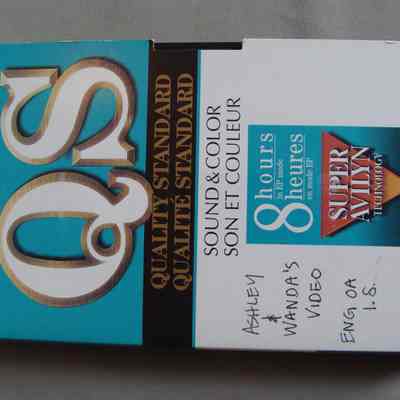 QS
QUALITY STANDARD
QUALITÉ STANDARD
SOUND & COLOR
SON ET COULEUR
8 hours
in EP mode
8 heures
en mode EP
SUPER
AVILYN
TECHNOLOGY
ASHLEY
&
WANDA'S
VIDEO
ENG OA
I.S.